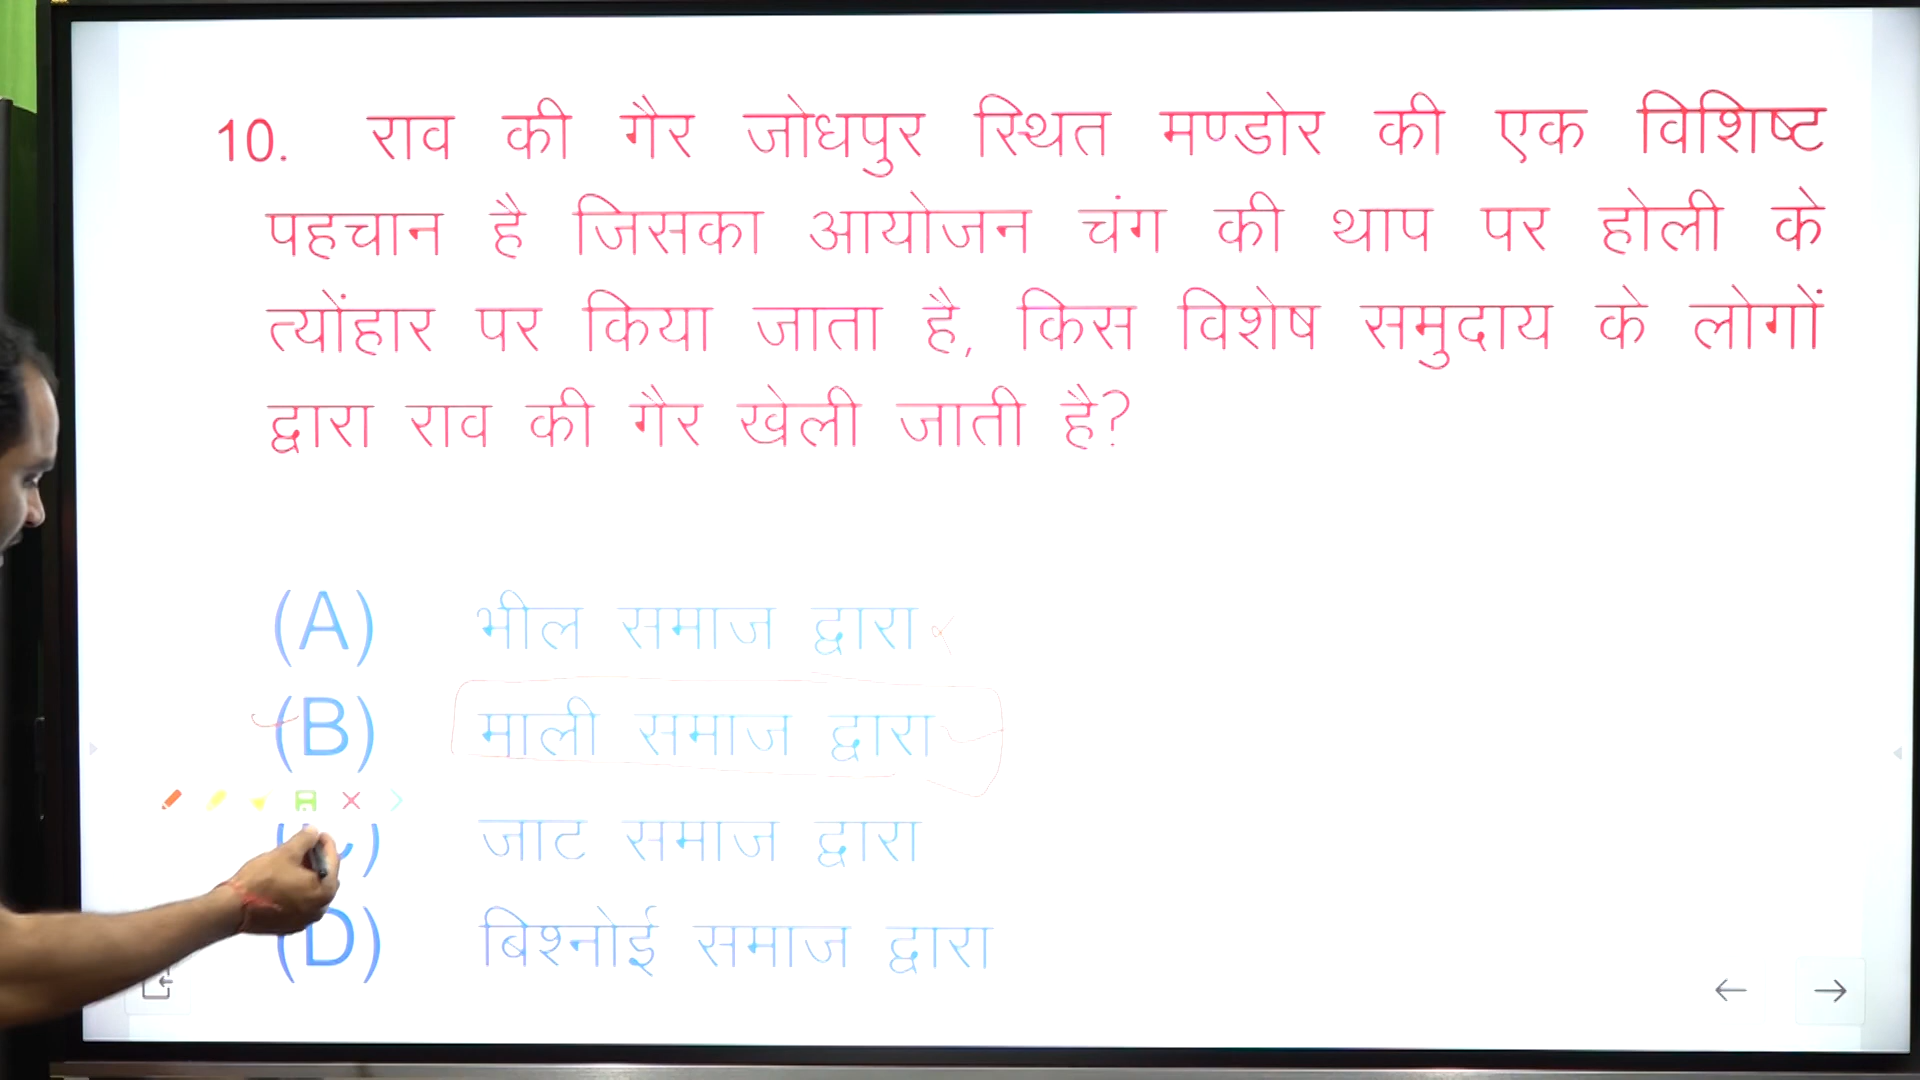 10. राव की गैर जोधपुर स्थित मण्डोर की एक विशिष्ट
पहचान है जिसका आयोजन चंग की थाप पर होली के
त्योंहार पर किया जाता है, किस विशेष समुदाय के लोगों
द्वारा राव की गैर खेली जाती है?
(A) भील समाज द्वारा
(B) माली समाज द्वारा
(C) जाट समाज द्वारा
(D) बिश्नोई समाज द्वारा